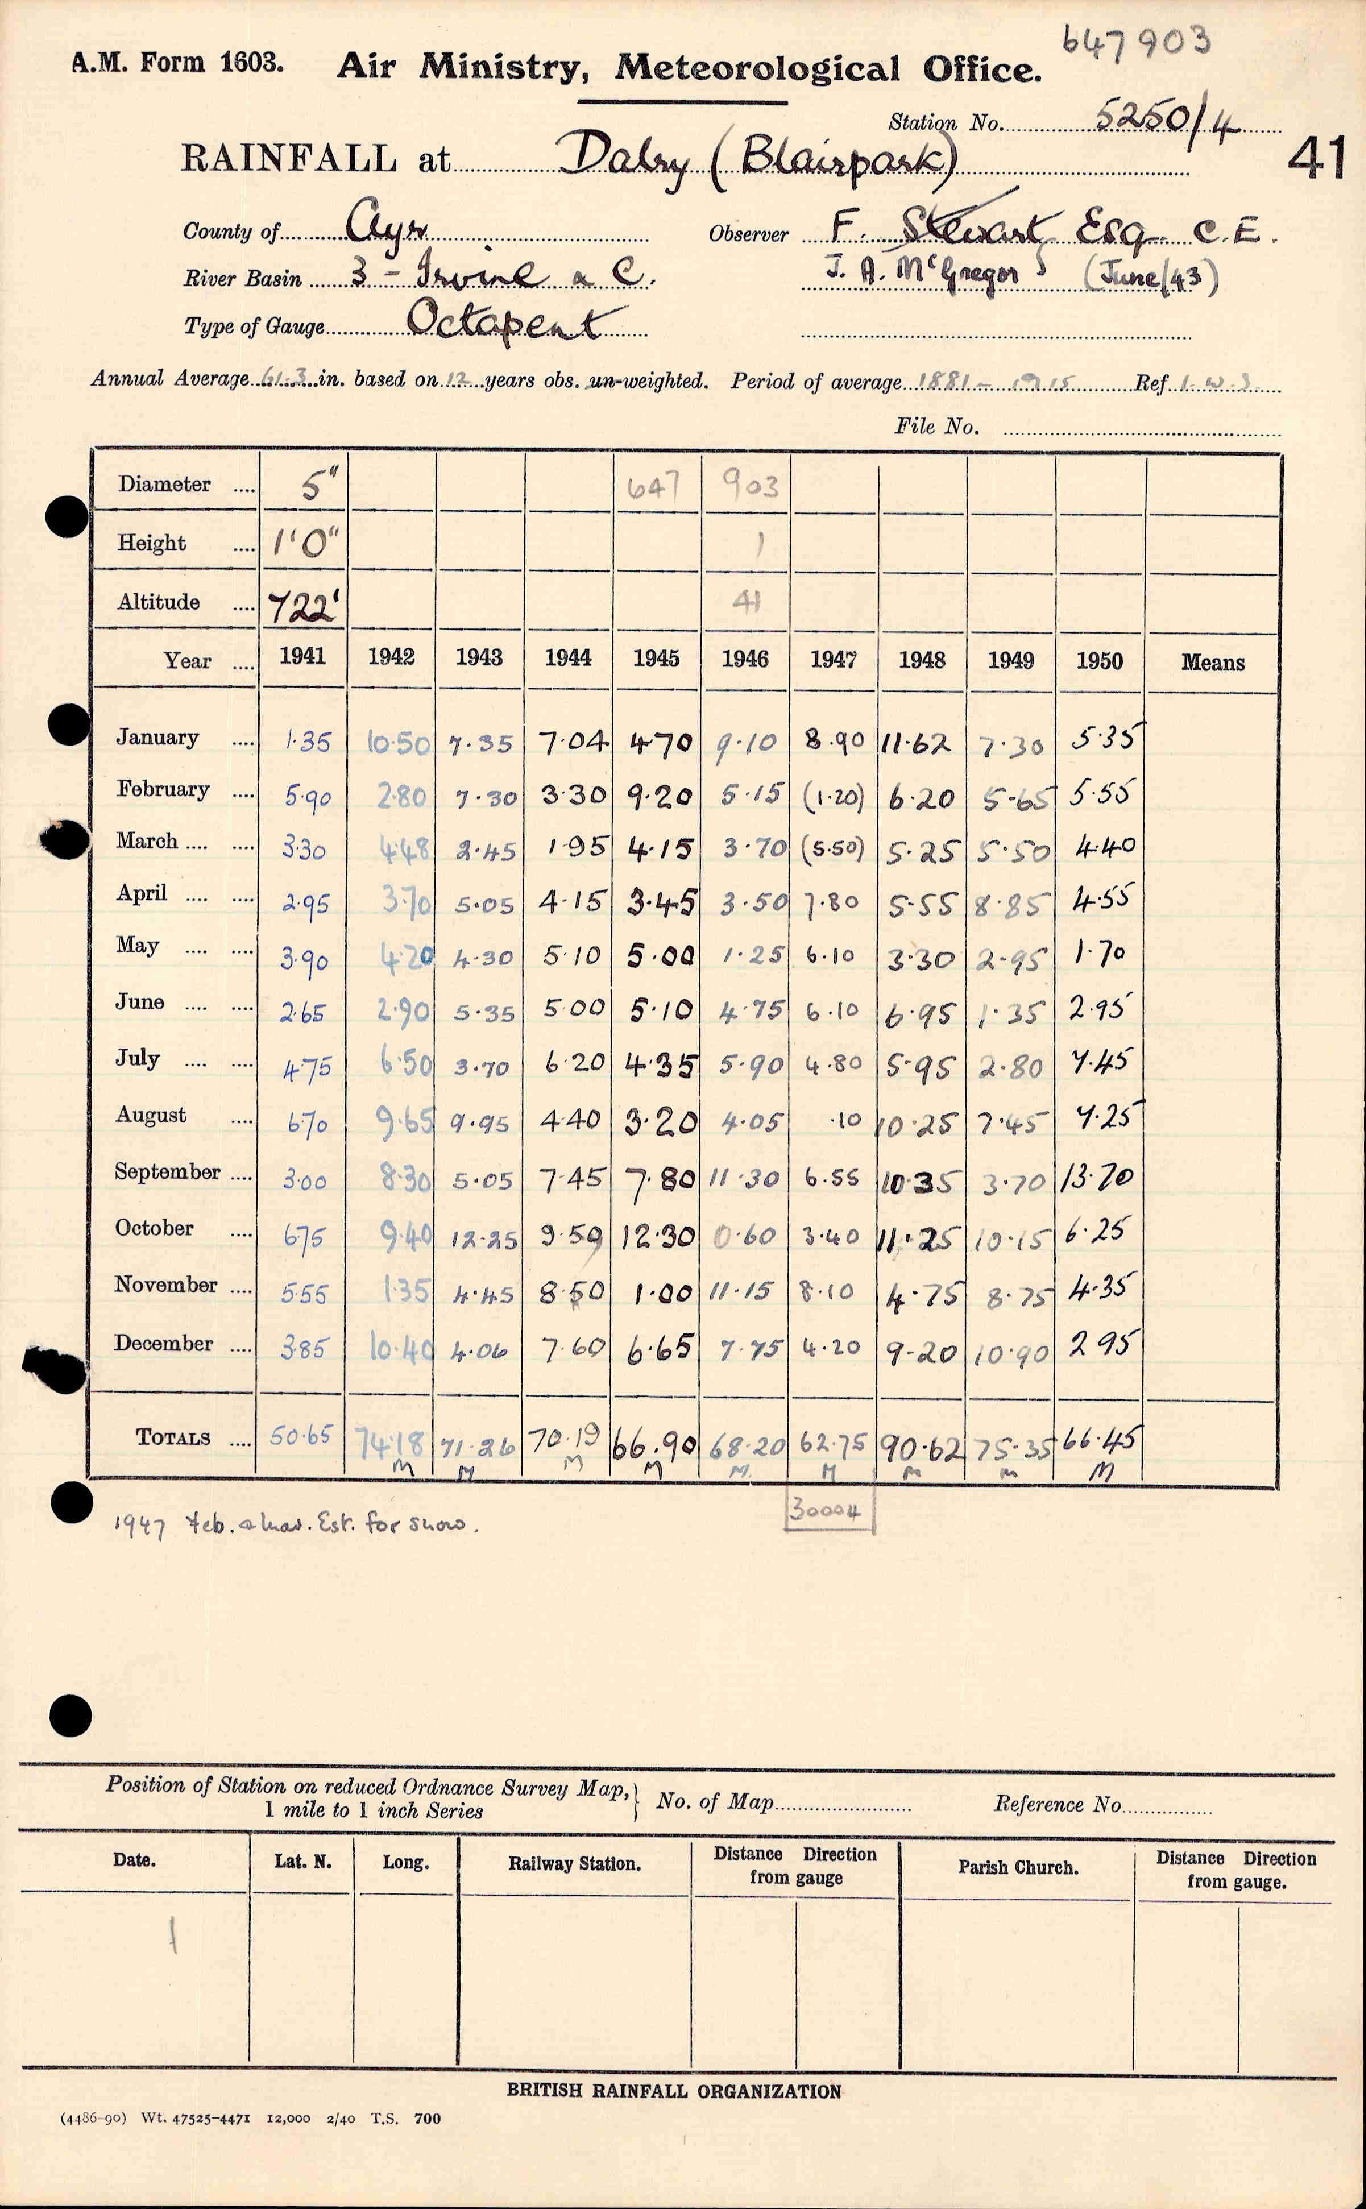 647903
A.M. Form 1603. Air Ministry, Meteorological Office.
Station No. 5250/4
RAINFALL at Dalry (Blairpark) 41
County of Ayr Observer F. Stewart Esq C.E.
River Basin 3 - Irvine & C. J. A. McGregor (June/43)
Type of Gauge Octapent
Annual Average 61.3 in. based on 12 years obs. un-weighted. Period of average 1881 - 1915 Ref I. W. 3.
File No.
Diameter 5" 647 903
Height 1'0" 1
Altitude 722' 41
Year 1941 1942 1943 1944 1945 1946 1947 1948 1949 1950 Means
January 1.35 10.50 7.35 7.04 4.70 9.10 8.90 11.62 7.30 5.35
February 5.90 2.80 7.30 3.30 9.20 5.15 (1.20) 6.20 5.65 5.55
March 3.30 4.48 2.45 1.95 4.15 3.70 (5.50) 5.25 5.50 4.40
April 2.95 3.70 5.05 4.15 3.45 3.50 7.80 5.55 8.85 4.55
May 3.90 4.20 4.30 5.10 5.00 1.25 6.10 3.30 2.95 1.70
June 2.65 2.90 5.35 5.00 5.10 4.75 6.10 6.95 1.35 2.95
July 4.75 6.50 3.70 6.20 4.35 5.90 4.80 5.95 2.80 7.45
August 6.70 9.65 9.95 4.40 3.20 4.05 .10 10.25 7.45 7.25
September 3.00 8.30 5.05 7.45 7.80 11.30 6.55 10.35 3.70 13.70
October 6.75 9.40 12.25 9.50 12.30 0.60 3.40 11.25 10.15 6.25
November 5.55 1.35 4.45 8.50 1.00 11.15 8.10 4.75 8.75 4.35
December 3.85 10.40 4.06 7.60 6.65 7.75 4.20 9.20 10.90 2.95
TOTALS 50.65 74.18 71.26 70.19 66.90 68.20 62.75 90.62 75.35 66.45
M M M M M M M M M
30004
1947 Feb. & Mar. Est. for snow.
Position of Station on reduced Ordnance Survey Map,} No. of Map Reference No.
1 mile to 1 inch Series
Date. Lat. N. Long. Railway Station. Distance Direction from gauge Parish Church. Distance Direction from gauge.
1
BRITISH RAINFALL ORGANIZATION
(4486-90) Wt. 47525-4471 12,000 2/40 T.S. 700